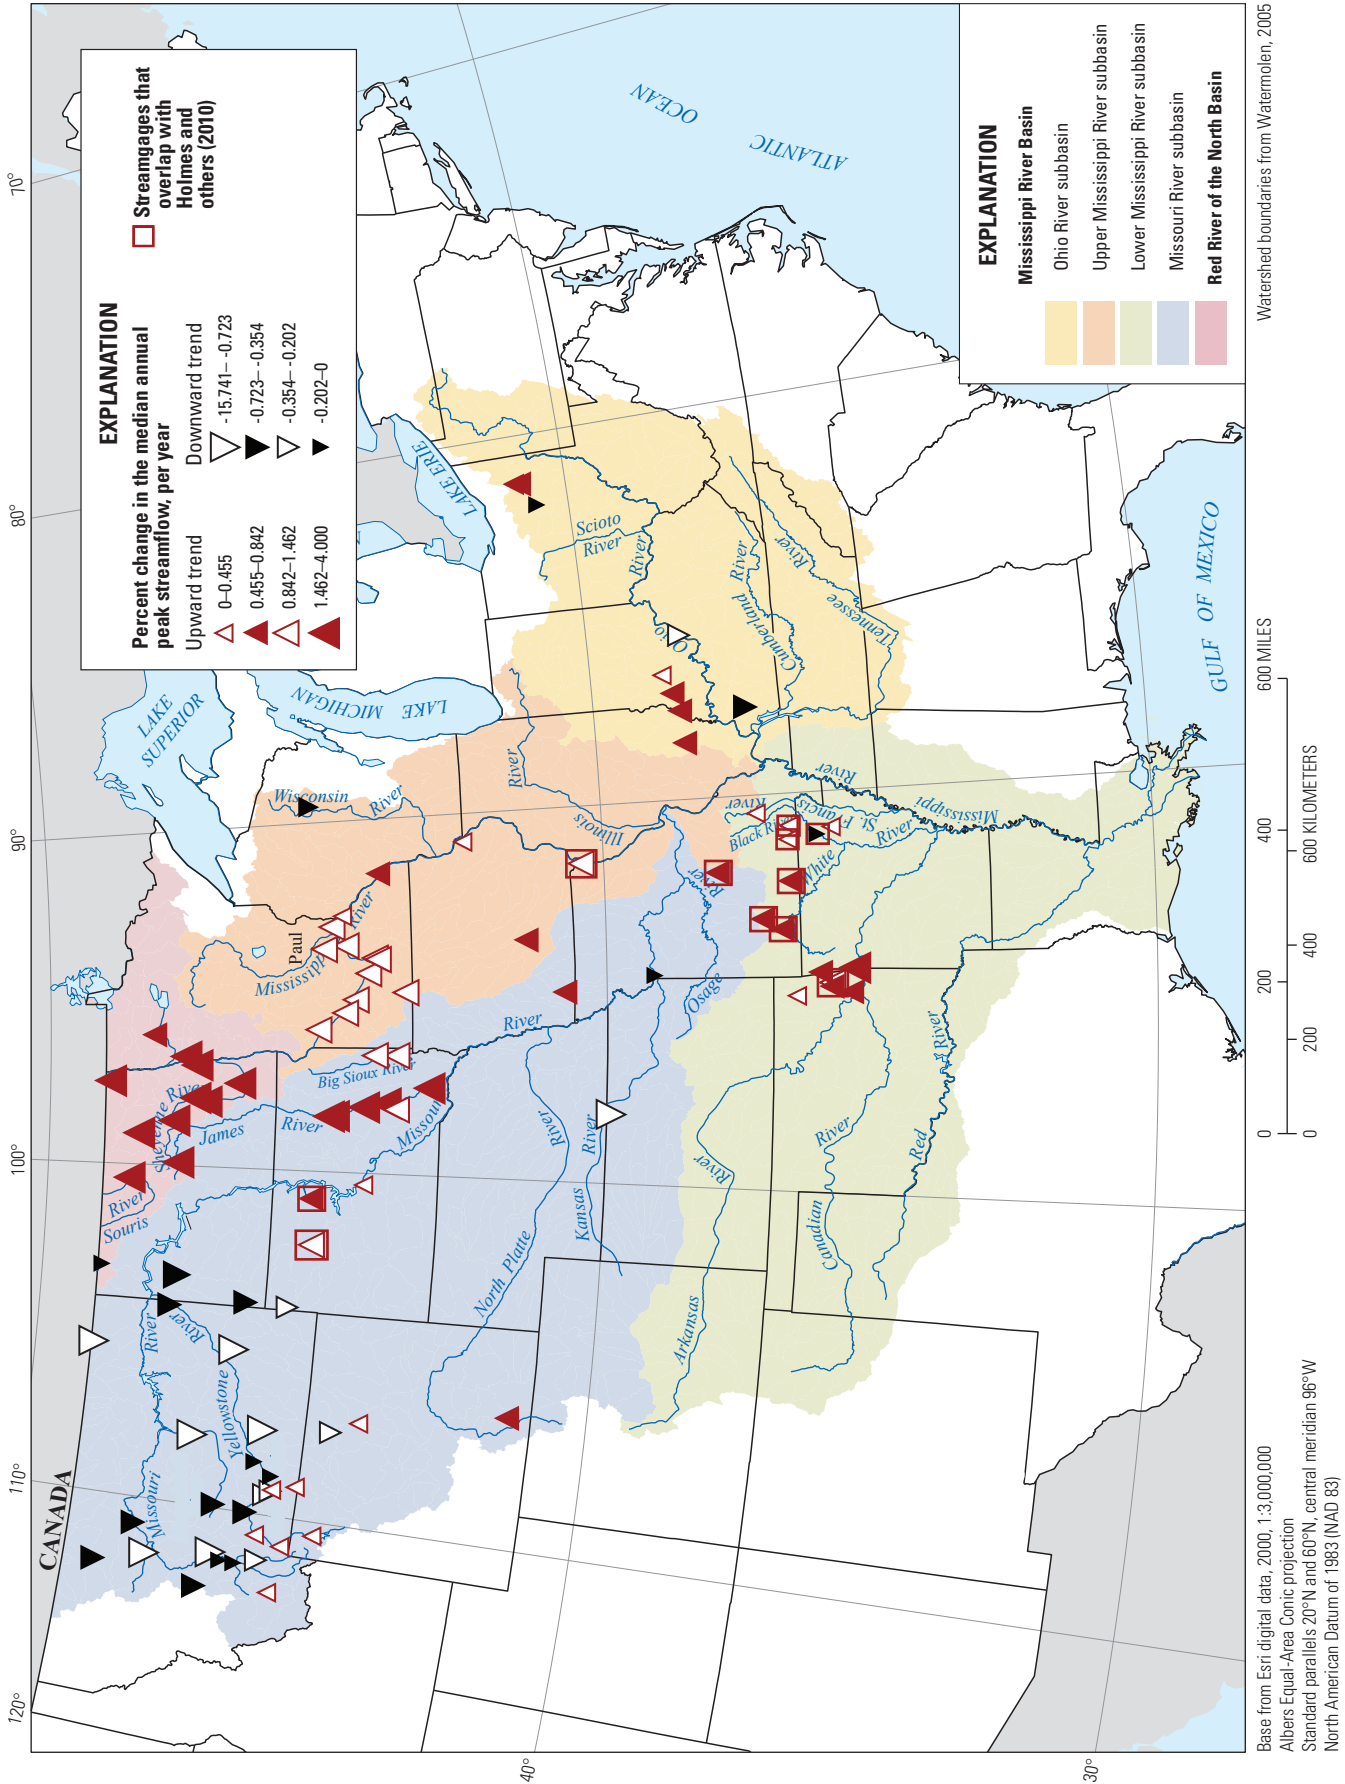 EXPLANATION
Percent change in the median annual
peak streamflow, per year
Upward trend
0–0.455
0.455–0.842
0.842–1.462
1.462–4.000
Downward trend
-15.741– -0.723
-0.723– -0.354
-0.354– -0.202
-0.202–0
Streamgages that
overlap with
Holmes and
others (2010)
120°
110°
100°
90°
80°
70°
40°
30°
CANADA
LAKE
SUPERIOR
LAKE MICHIGAN
LAKE ERIE
ATLANTIC
OCEAN
GULF OF MEXICO
Missouri
River
Yellowstone
River
Souris
River
Sheyenne River
James
River
Big Sioux River
Missouri
River
Mississippi
River
Paul
Wisconsin
River
Illinois
River
North Platte
River
Kansas
River
Osage
River
Arkansas
River
Canadian
River
Red
River
Black River
St. Francis
River
White
River
Mississippi
River
Ohio
River
Scioto
River
Cumberland
River
Tennessee
River
EXPLANATION
Mississippi River Basin
Ohio River subbasin
Upper Mississippi River subbasin
Lower Mississippi River subbasin
Missouri River subbasin
Red River of the North Basin
Base from Esri digital data, 2000, 1:3,000,000
Albers Equal-Area Conic projection
Standard parallels 20°N and 60°N, central meridian 96°W
North American Datum of 1983 (NAD 83)
0 200 400 600 MILES
0 200 400 600 KILOMETERS
Watershed boundaries from Watermolen, 2005